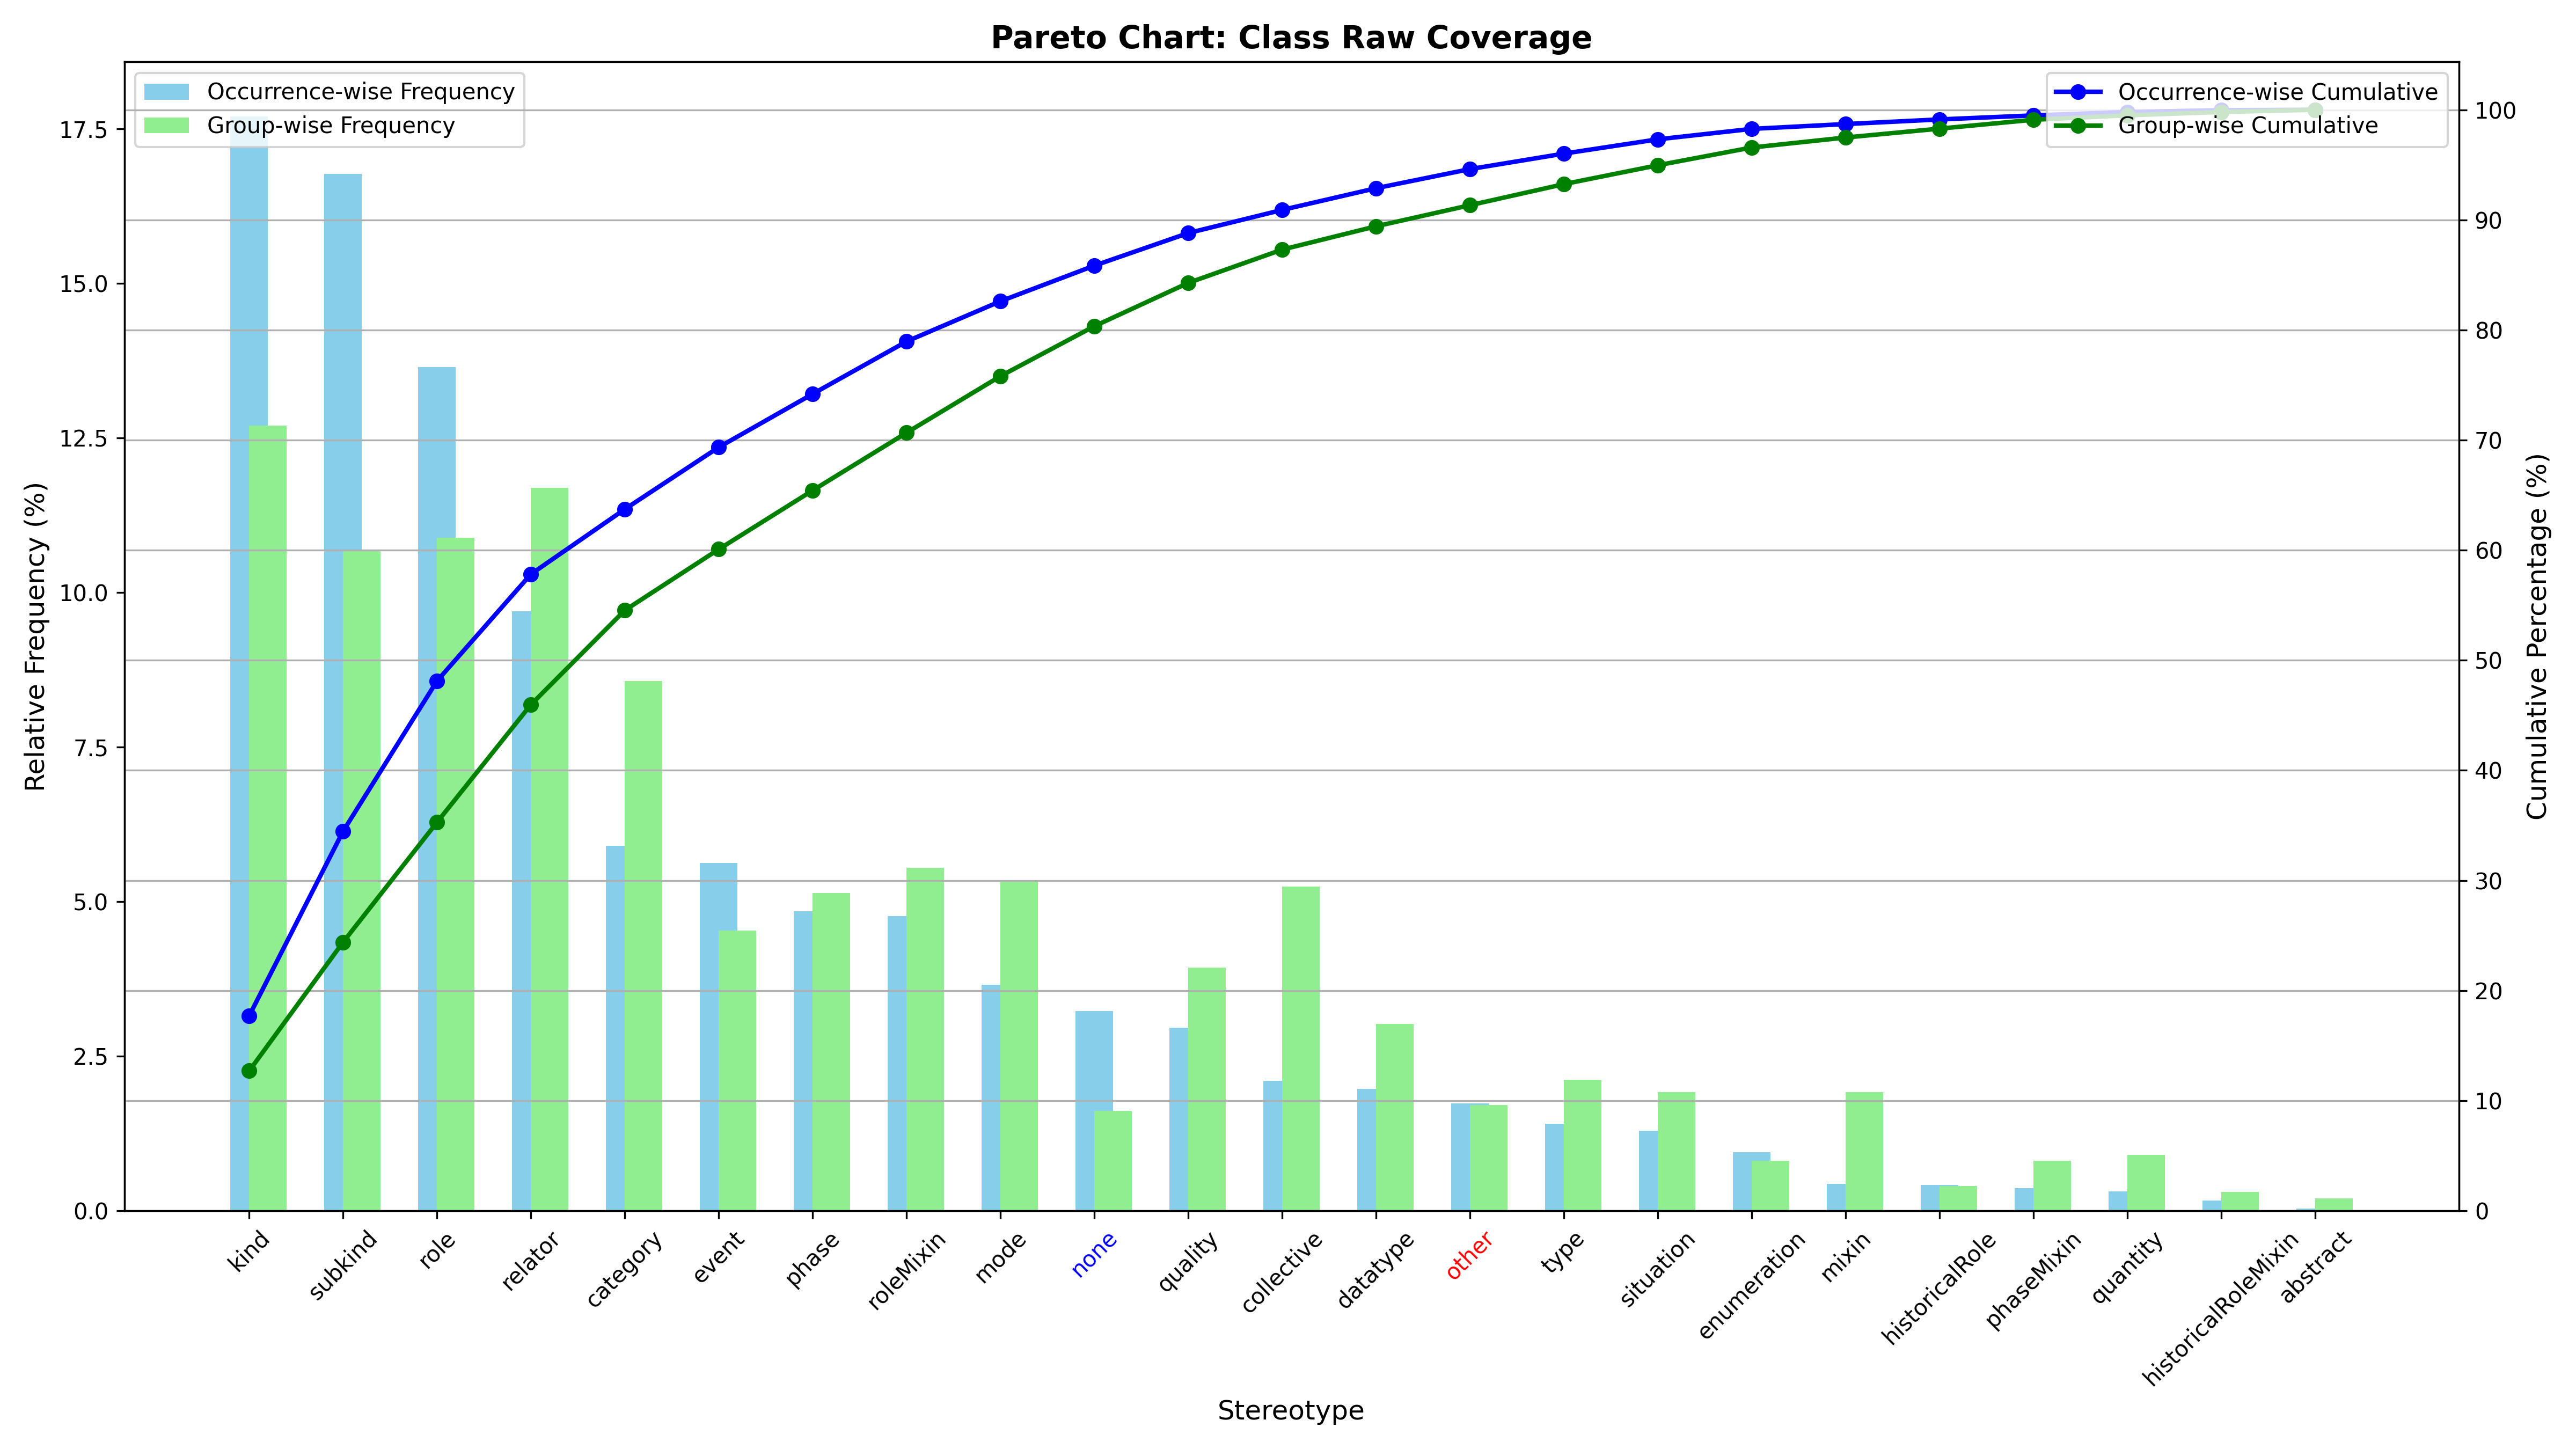 Pareto Chart: Class Raw Coverage
Occurrence-wise Frequency
Group-wise Frequency
Occurrence-wise Cumulative
Group-wise Cumulative
Relative Frequency (%)
17.5
15.0
12.5
10.0
7.5
5.0
2.5
0.0
Cumulative Percentage (%)
100
90
80
70
60
50
40
30
20
10
0
kind
subkind
role
relator
category
event
phase
roleMixin
mode
none
quality
collective
datatype
other
type
situation
enumeration
mixin
historicalRole
phaseMixin
quantity
historicalRoleMixin
abstract
Stereotype